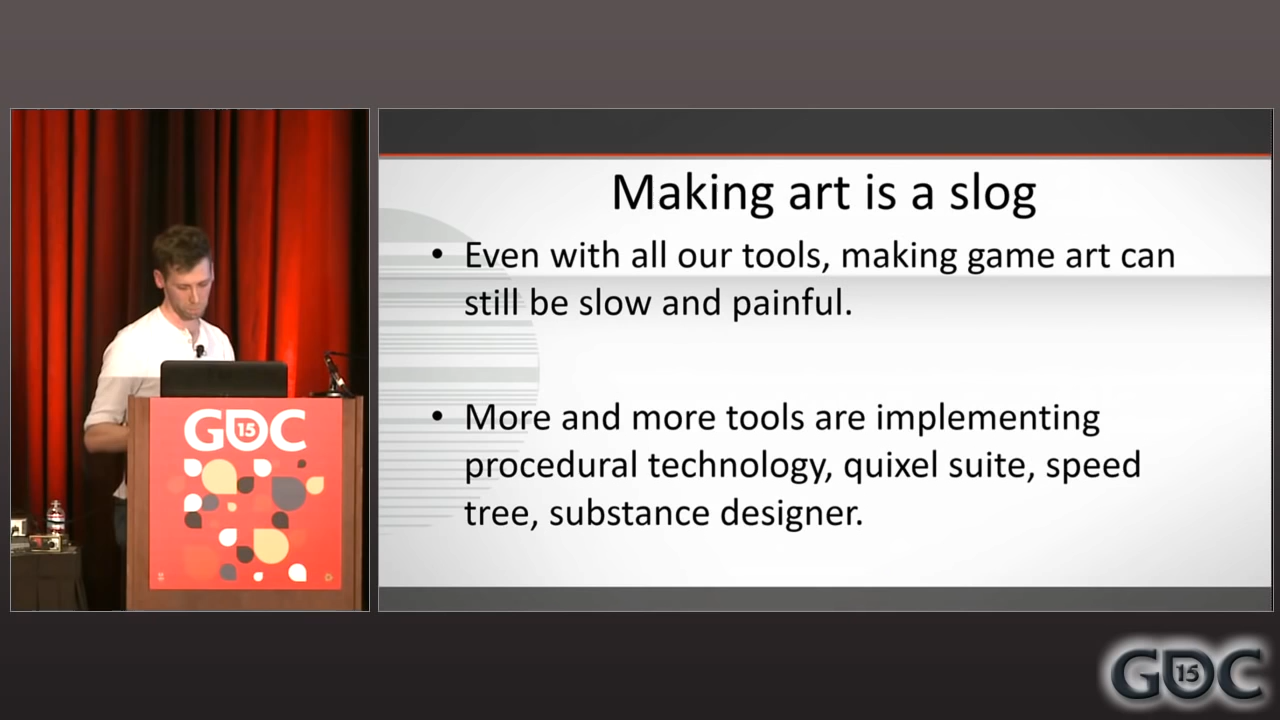 GDC
15
Making art is a slog
• Even with all our tools, making game art can
still be slow and painful.
• More and more tools are implementing
procedural technology, quixel suite, speed
tree, substance designer.
GDC
15